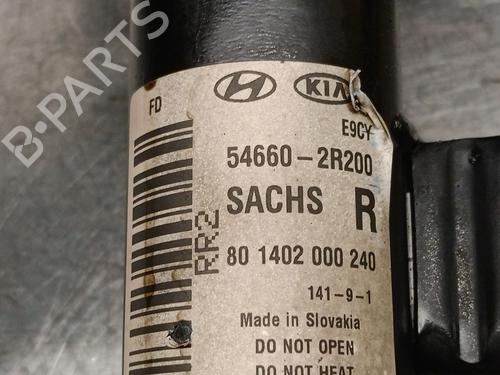 B-PARTS
FD
KIA
E9CY
54660-2R200
SACHS R
RR2
80 1402 000 240
141-9-1
Made in Slovakia
DO NOT OPEN
DO NOT HEAT